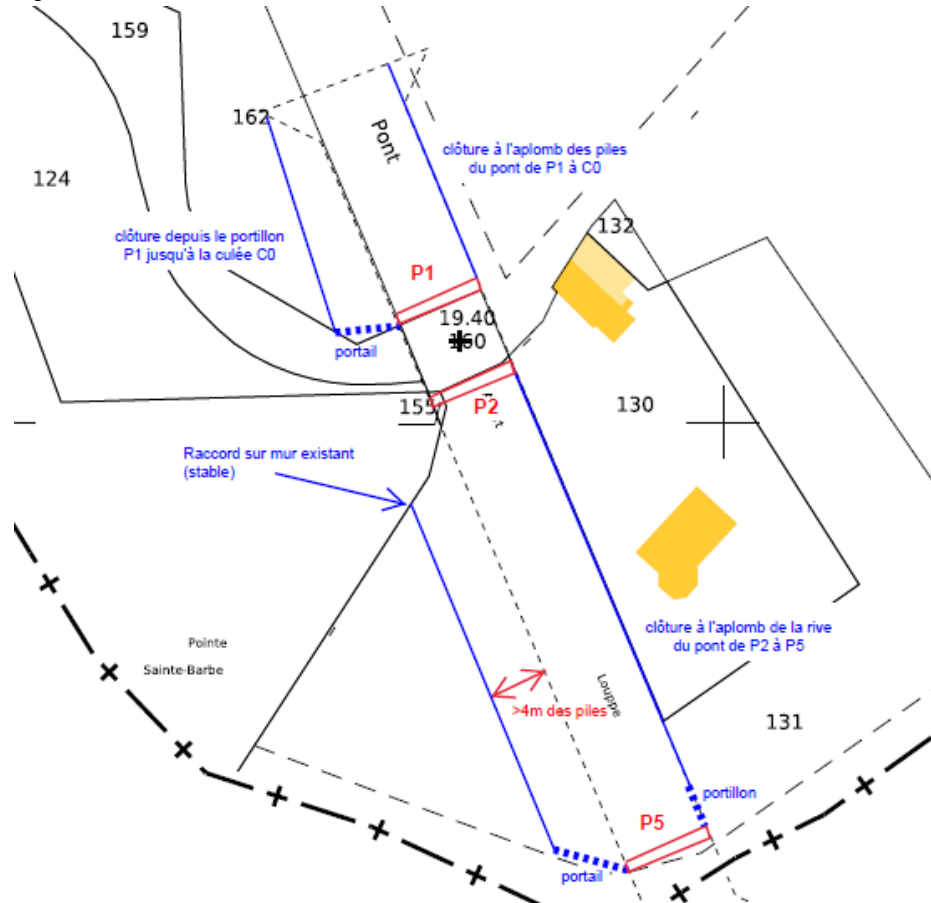 159
162
Pont
clôture à l'aplomb des piles
du pont de P1 à C0
124
132
clôture depuis le portillon
P1 jusqu'à la culée C0
P1
19.40
160
portail
155
P2
130
Raccord sur mur existant
(stable)
clôture à l'aplomb de la rive
du pont de P2 à P5
Pointe
Sainte-Barbe
Louppe
>4m des piles
131
portillon
P5
portail